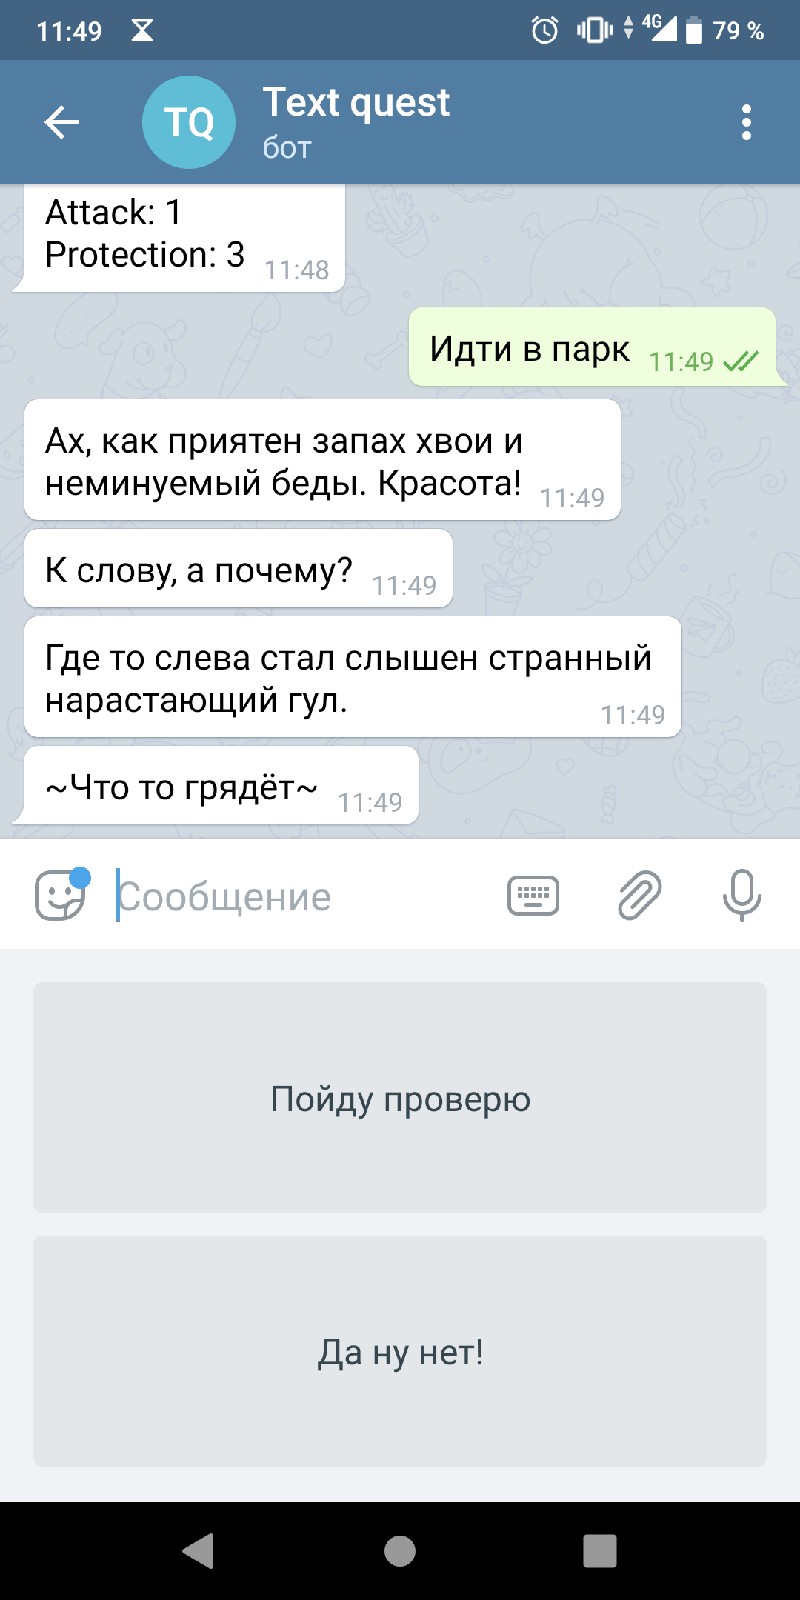 11:49
4G
79 %
TQ
Text quest
бот
Attack: 1
Protection: 3
11:48
Идти в парк
11:49
Ах, как приятен запах хвои и
неминуемый беды. Красота!
11:49
К слову, а почему?
11:49
Где то слева стал слышен странный
нарастающий гул.
11:49
~Что то грядёт~
11:49
Сообщение
Пойду проверю
Да ну нет!